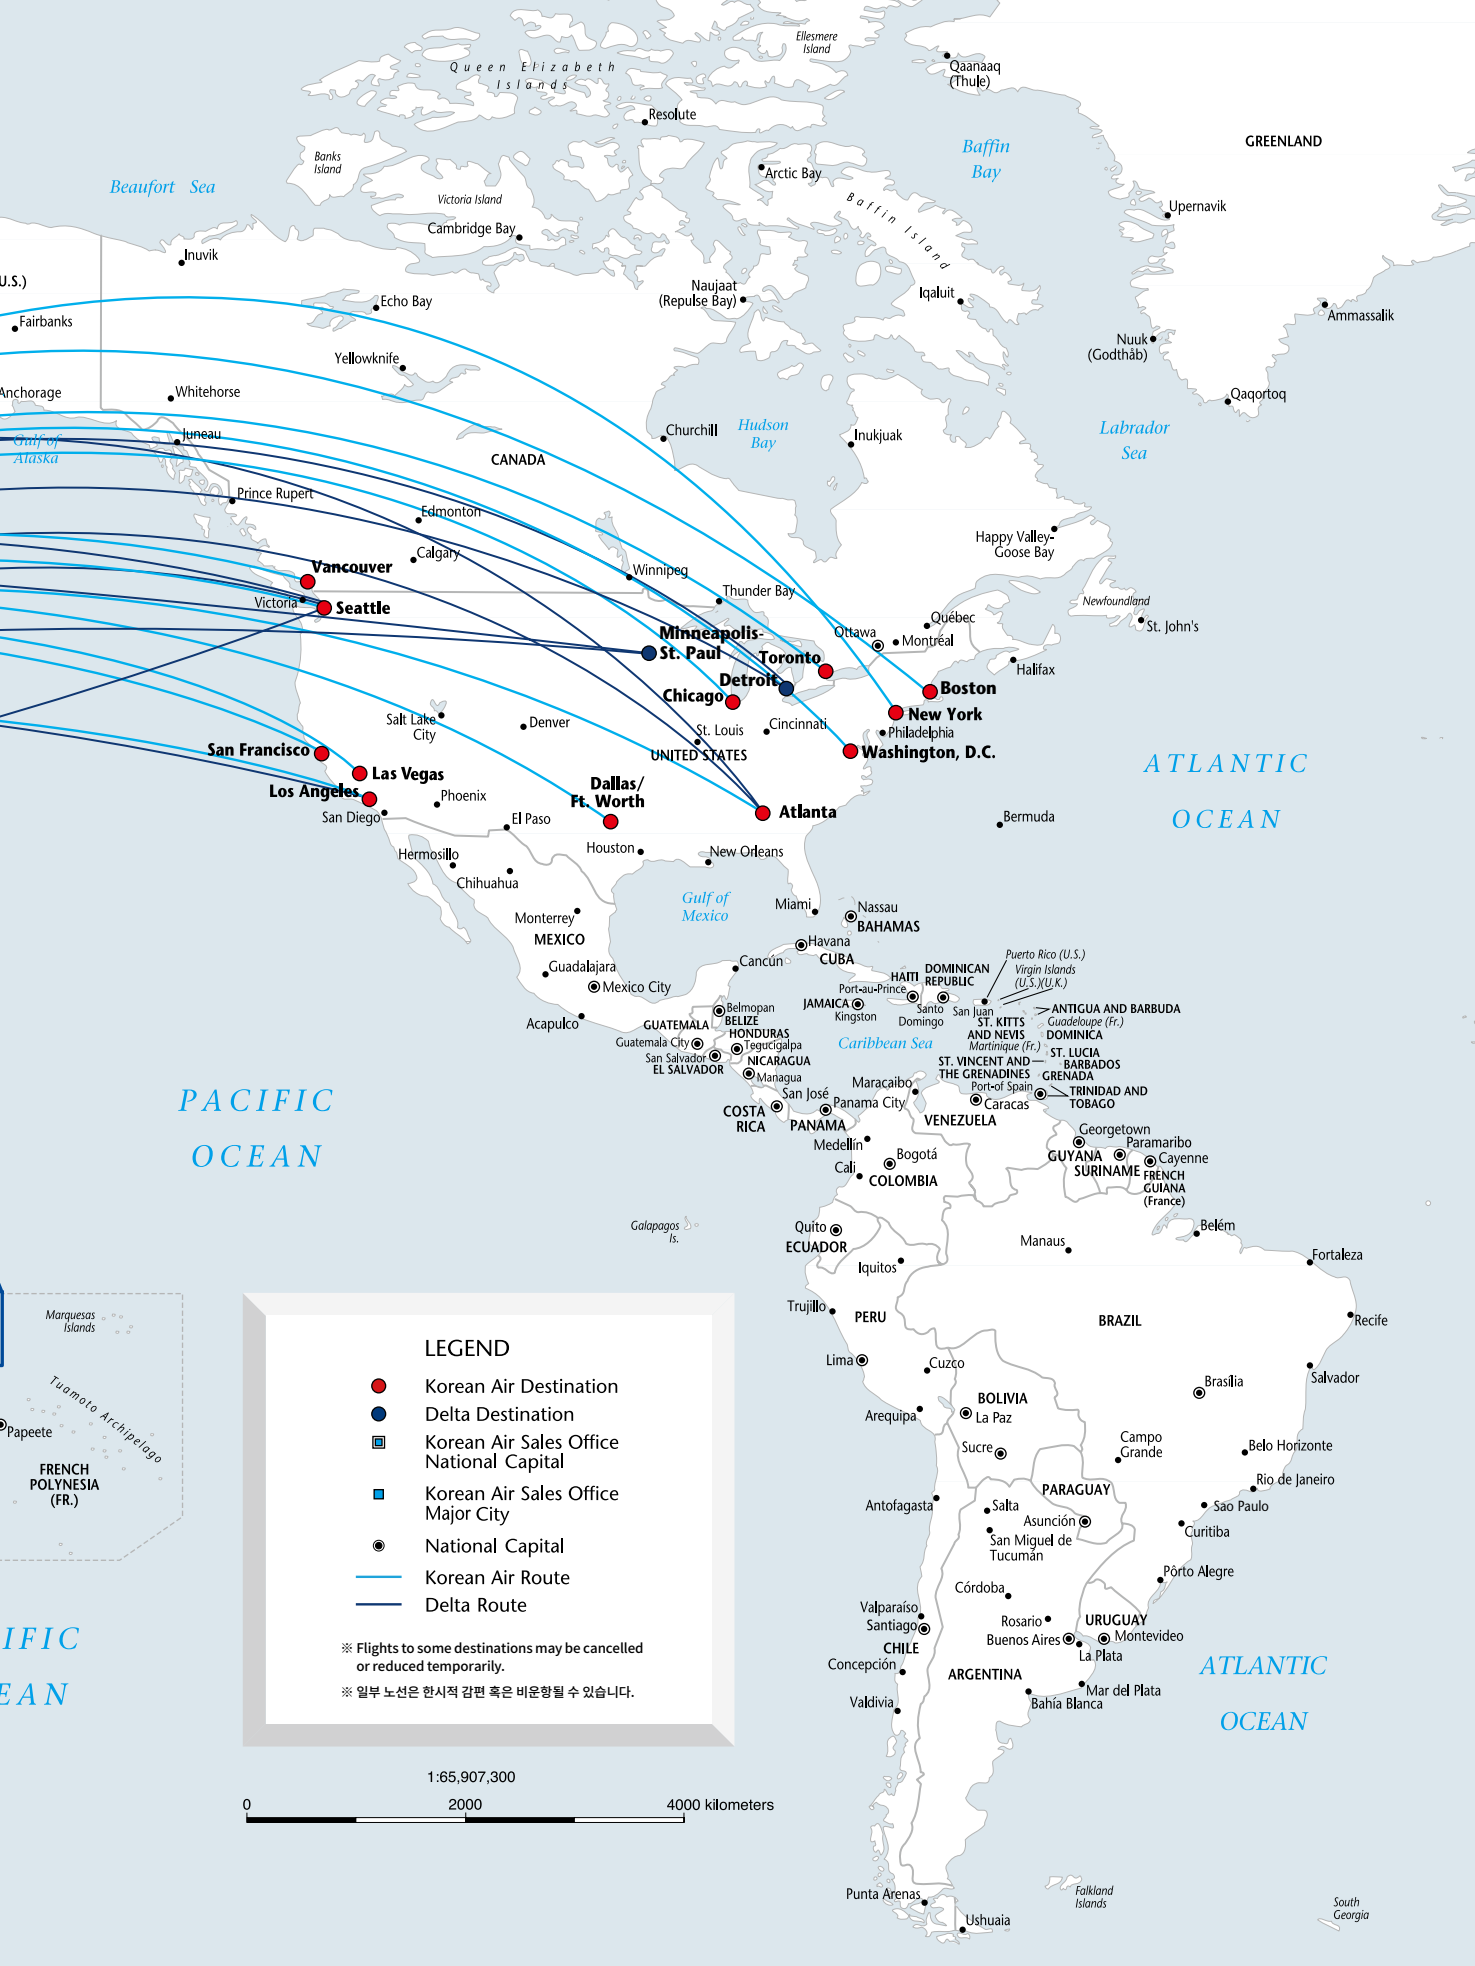 Ellesmere
Island
Queen Elizabeth
Islands
Qaanaaq
(Thule)
Resolute
GREENLAND
Baffin
Bay
Banks
Island
Arctic Bay
Beaufort Sea
Victoria Island
Baffin Island
Upernavik
Cambridge Bay
Inuvik
U.S.)
Naujaat
(Repulse Bay)
Iqaluit
Echo Bay
Fairbanks
Ammassalik
Nuuk
(Godthåb)
Yellowknife
Anchorage
Whitehorse
Qaqortoq
Gulf of
Alaska
Juneau
Churchill
Hudson
Bay
Inukjuak
Labrador
Sea
CANADA
Prince Rupert
Edmonton
Happy Valley-
Goose Bay
Calgary
Vancouver
Winnipeg
Thunder Bay
Victoria
Seattle
Newfoundland
Québec
St. John's
Minneapolis-
St. Paul
Ottawa
Montréal
Toronto
Halifax
Detroit
Boston
Chicago
New York
Salt Lake
City
Denver
St. Louis
Cincinnati
Philadelphia
San Francisco
UNITED STATES
Washington, D.C.
ATLANTIC
OCEAN
Las Vegas
Los Angeles
Phoenix
Dallas/
Ft. Worth
Atlanta
San Diego
El Paso
Bermuda
Hermosillo
Houston
New Orleans
Chihuahua
Gulf of
Mexico
Miami
Nassau
BAHAMAS
Monterrey
MEXICO
Havana
CUBA
Guadalajara
Cancún
Mexico City
HAITI
DOMINICAN
REPUBLIC
Puerto Rico (U.S.)
Virgin Islands
(U.S.)(U.K.)
Port-au-Prince
JAMAICA
Kingston
Santo
Domingo
San Juan
ANTIGUA AND BARBUDA
Acapulco
Belmopan
BELIZE
GUATEMALA
Guatemala City
HONDURAS
Tegucigalpa
San Salvador
EL SALVADOR
NICARAGUA
Managua
Caribbean Sea
ST. KITTS
AND NEVIS
Guadeloupe (Fr.)
DOMINICA
Martinique (Fr.)
ST. LUCIA
BARBADOS
ST. VINCENT AND
THE GRENADINES
GRENADA
Port-of Spain
TRINIDAD AND
TOBAGO
San José
COSTA
RICA
Panama City
PANAMA
Maracaibo
Caracas
VENEZUELA
PACIFIC
OCEAN
Medellín
Bogotá
Cali
COLOMBIA
Georgetown
GUYANA
Paramaribo
SURINAME
Cayenne
FRENCH
GUIANA
(France)
Galapagos
Is.
Quito
ECUADOR
Iquitos
Manaus
Belém
Fortaleza
Marquesas
Islands
Trujillo
PERU
BRAZIL
Recife
Lima
Cuzco
Salvador
Tuamoto Archipelago
Papeete
FRENCH
POLYNESIA
(FR.)
Arequipa
BOLIVIA
La Paz
Brasília
Sucre
Campo
Grande
Belo Horizonte
PARAGUAY
Rio de Janeiro
Antofagasta
Salta
Asunción
Sao Paulo
San Miguel de
Tucumán
Curitiba
Pôrto Alegre
Córdoba
Valparaíso
Santiago
CHILE
Rosario
Buenos Aires
URUGUAY
Montevideo
La Plata
Concepción
ARGENTINA
Mar del Plata
Bahía Blanca
Valdivia
ATLANTIC
OCEAN
IFIC
EAN
LEGEND
Korean Air Destination
Delta Destination
Korean Air Sales Office
National Capital
Korean Air Sales Office
Major City
National Capital
Korean Air Route
Delta Route
※ Flights to some destinations may be cancelled
or reduced temporarily.
※ 일부 노선은 한시적 감편 혹은 비운항될 수 있습니다.
1:65,907,300
0 2000 4000 kilometers
Punta Arenas
Ushuaia
Falkland
Islands
South
Georgia